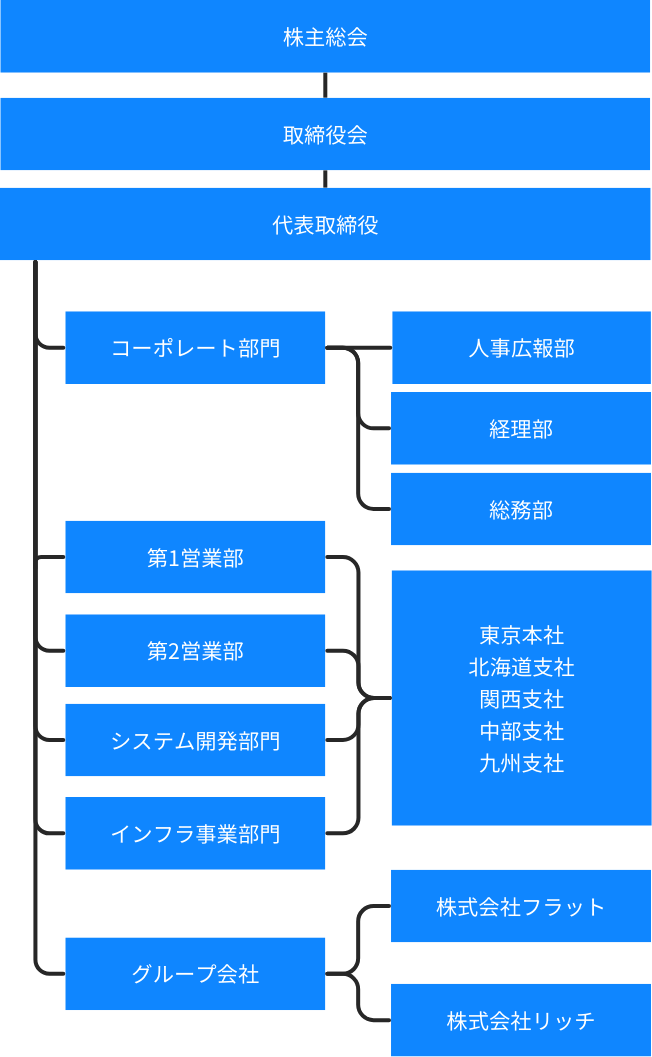 株主総会
取締役会
代表取締役
コーポレート部門
人事広報部
経理部
総務部
第1営業部
第2営業部
システム開発部門
インフラ事業部門
東京本社
北海道支社
関西支社
中部支社
九州支社
グループ会社
株式会社フラット
株式会社リッチ